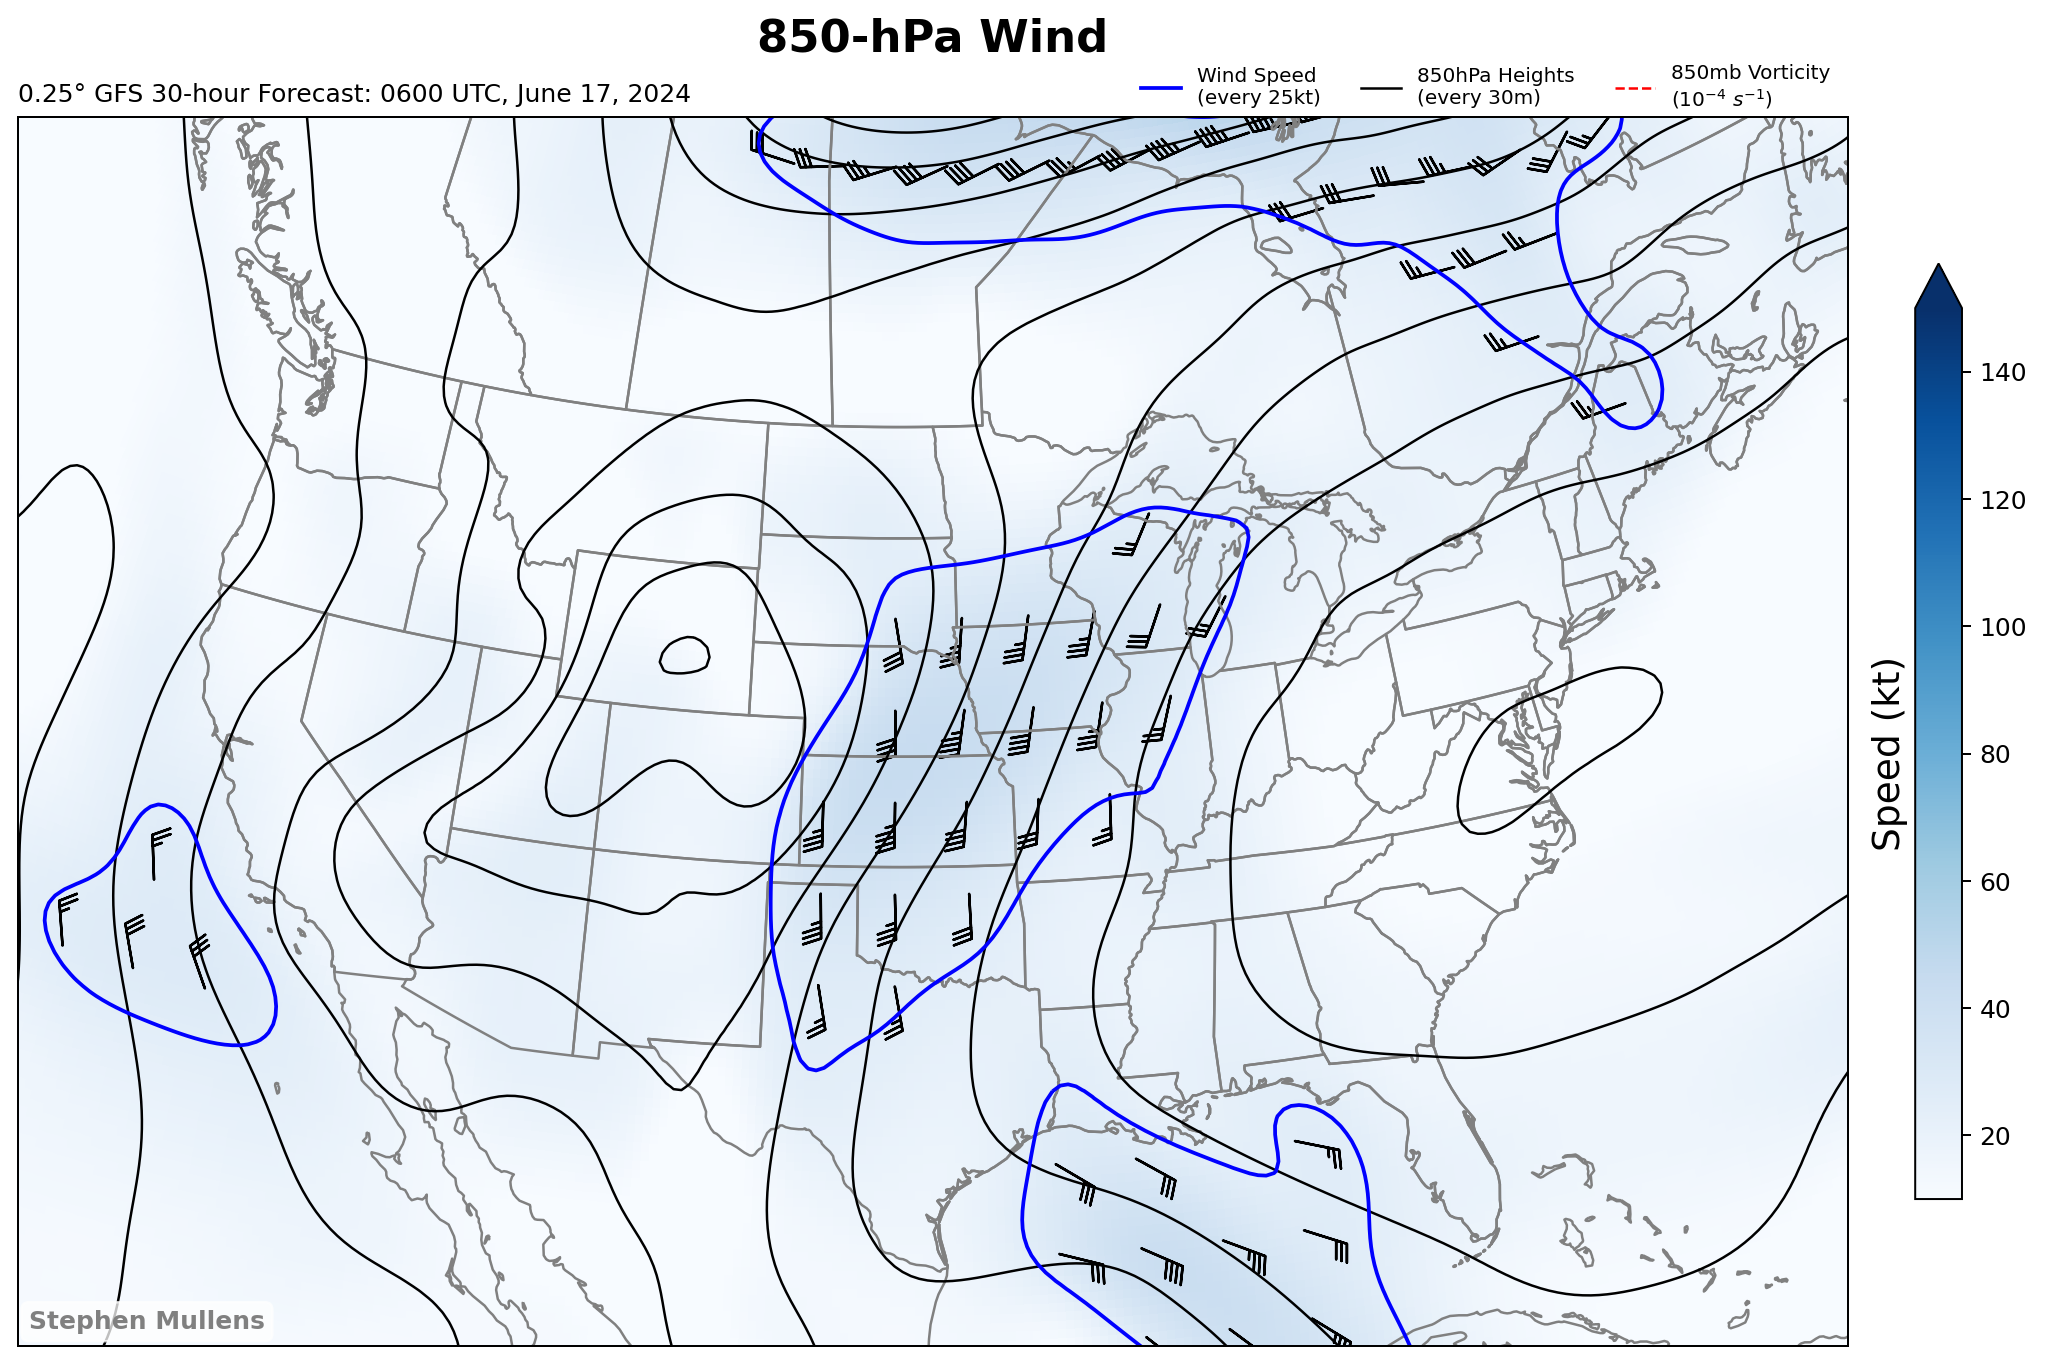 850-hPa Wind
0.25° GFS 30-hour Forecast: 0600 UTC, June 17, 2024
Wind Speed
(every 25kt)
850hPa Heights
(every 30m)
850mb Vorticity
(10⁻⁴ s⁻¹)
140
120
100
80
60
40
20
Speed (kt)
Stephen Mullens